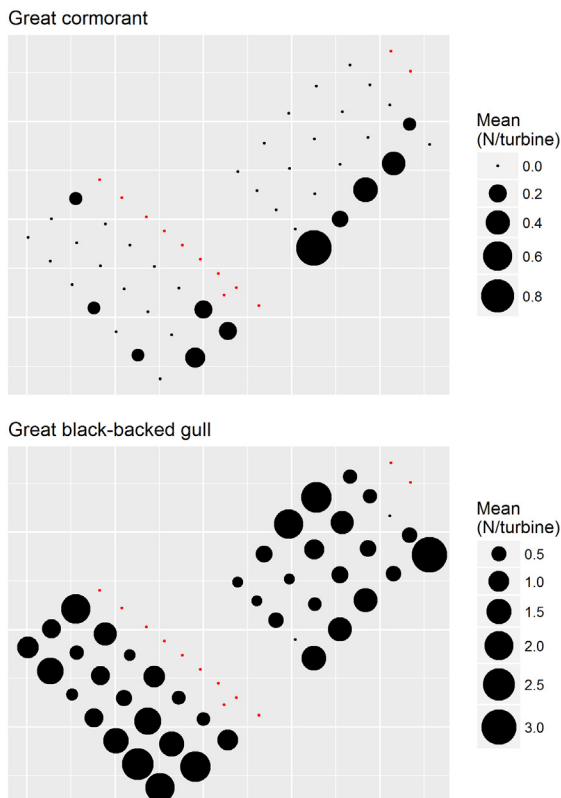 Great cormorant
Mean
(N/turbine)
0.0
0.2
0.4
0.6
0.8
Great black-backed gull
Mean
(N/turbine)
0.5
1.0
1.5
2.0
2.5
3.0